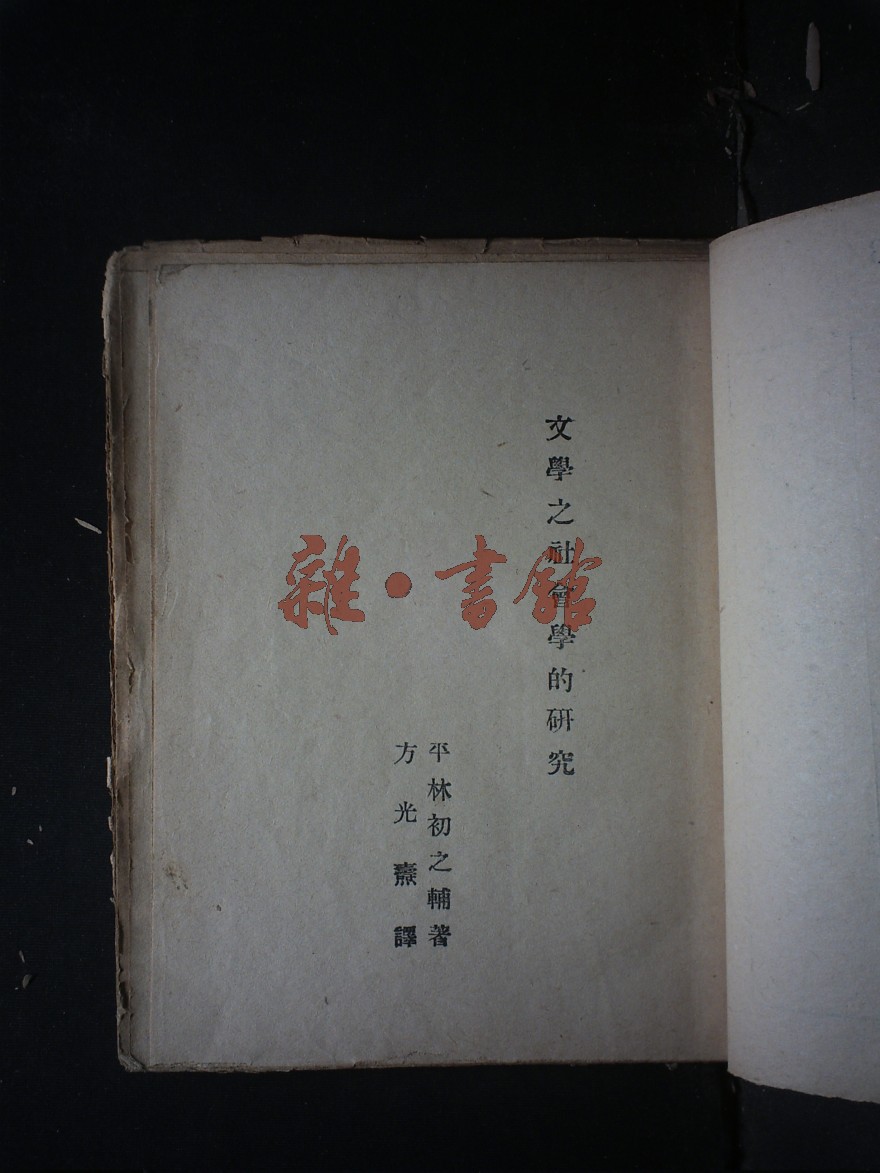 文學之社會學的研究
平林初之輔著
方光燾譯
雜·書館